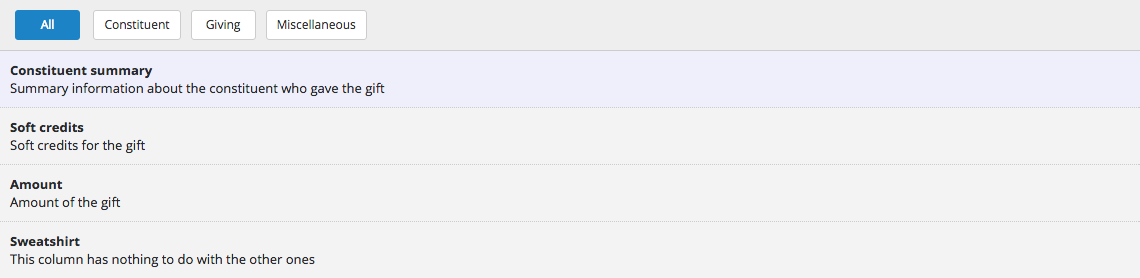 All Constituent Giving Miscellaneous
Constituent summary
Summary information about the constituent who gave the gift
Soft credits
Soft credits for the gift
Amount
Amount of the gift
Sweatshirt
This column has nothing to do with the other ones